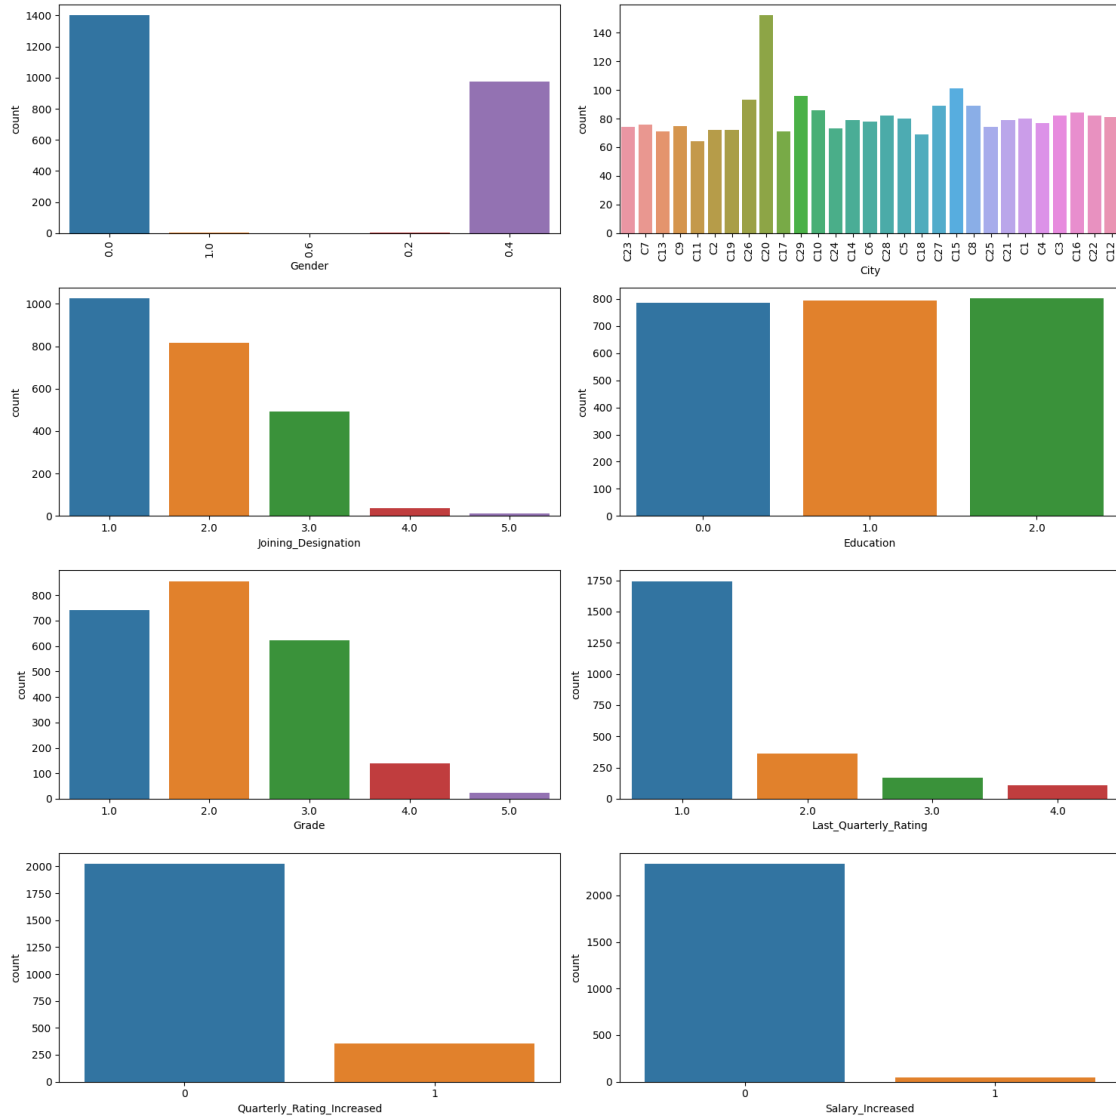 1400
1200
1000
800
600
400
200
0
count
0.0 1.0 0.6 0.2 0.4
Gender
140
120
100
80
60
40
20
0
count
C23 C7 C13 C9 C11 C2 C19 C26 C20 C17 C29 C10 C24 C14 C6 C28 C5 C18 C27 C15 C8 C25 C21 C1 C4 C3 C16 C22 C12
City
1000
800
600
400
200
0
count
1.0 2.0 3.0 4.0 5.0
Joining_Designation
800
700
600
500
400
300
200
100
0
count
0.0 1.0 2.0
Education
800
700
600
500
400
300
200
100
0
count
1.0 2.0 3.0 4.0 5.0
Grade
1750
1500
1250
1000
750
500
250
0
count
1.0 2.0 3.0 4.0
Last_Quarterly_Rating
2000
1750
1500
1250
1000
750
500
250
0
count
0 1
Quarterly_Rating_Increased
2000
1500
1000
500
0
count
0 1
Salary_Increased